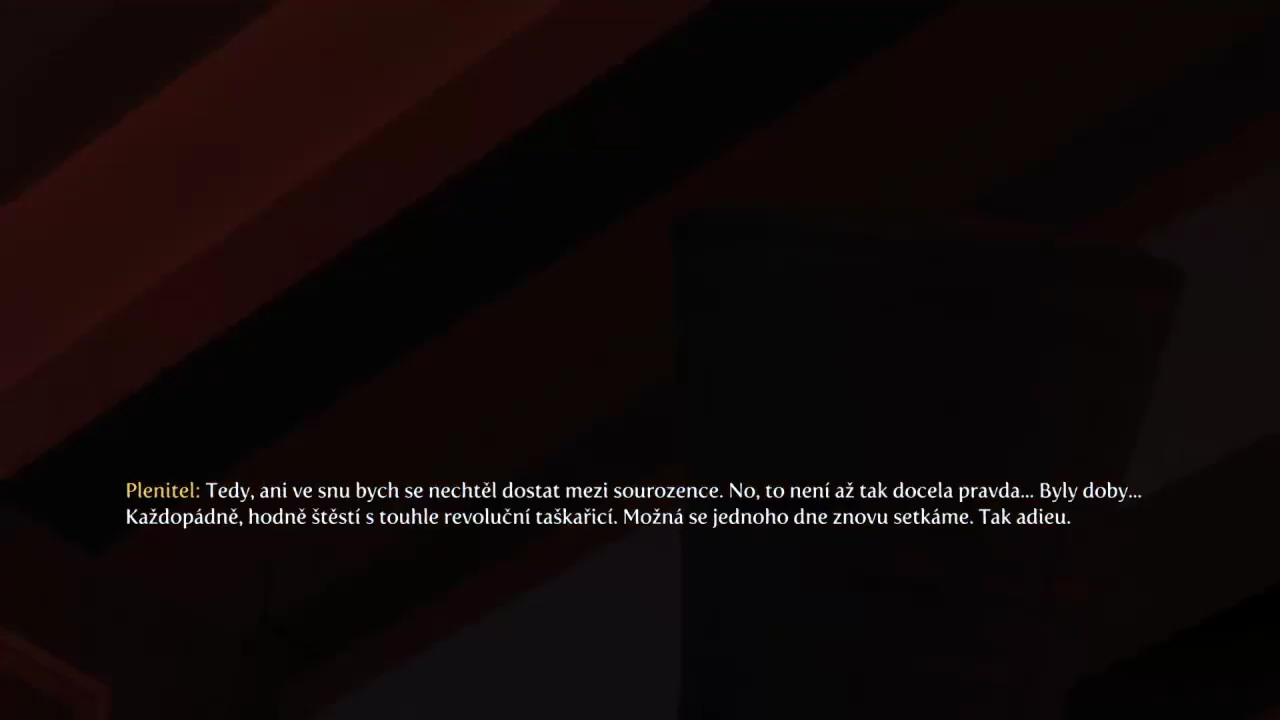 Plenitel: Tedy, ani ve snu bych se nechtěl dostat mezi sourozence. No, to není až tak docela pravda... Byly doby...
Každopádně, hodně štěstí s touhle revoluční taškařicí. Možná se jednoho dne znovu setkáme. Tak adieu.